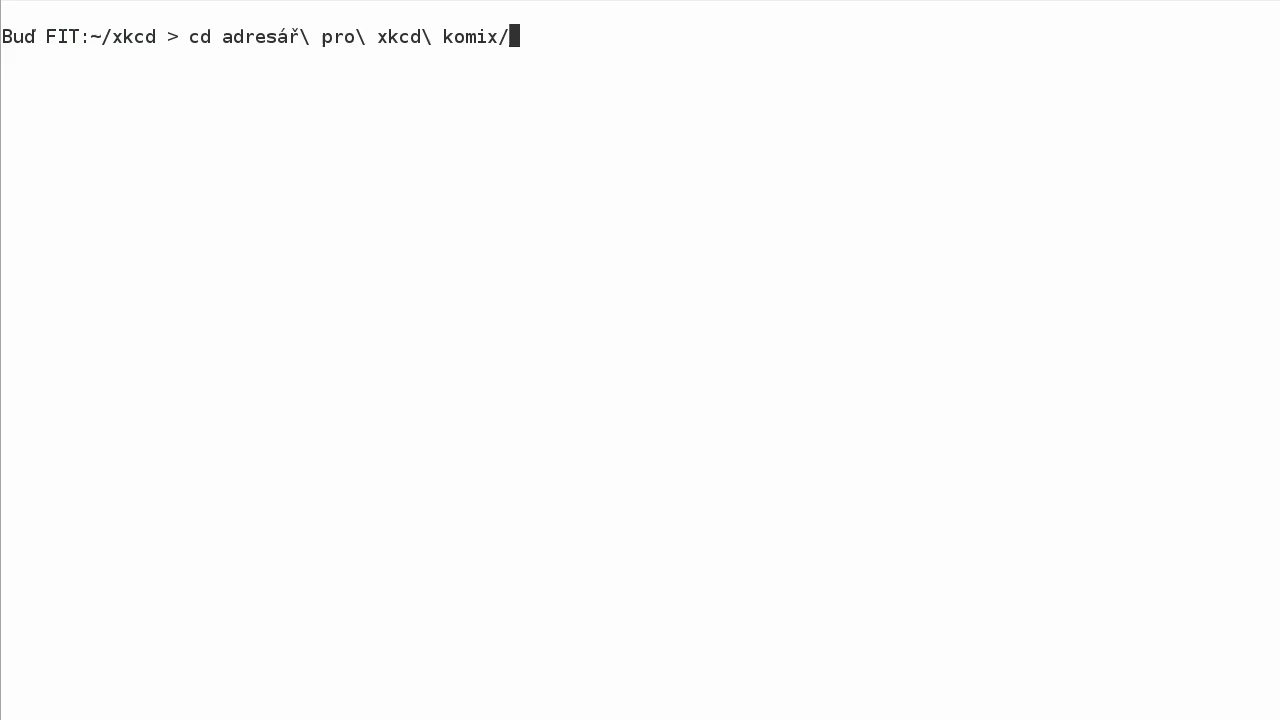 Buď FIT:~/xkcd > cd adresář\ pro\ xkcd\ komix/